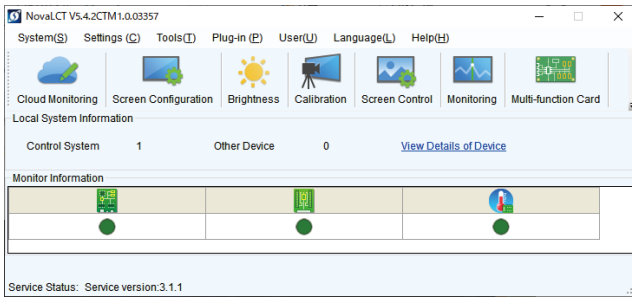 NovaLCT V5.4.2CTM1.0.03357
System(S) Settings (C) Tools(T) Plug-in (P) User(U) Language(L) Help(H)
Cloud Monitoring Screen Configuration Brightness Calibration Screen Control Monitoring Multi-function Card
Local System Information
Control System 1 Other Device 0 View Details of Device
Monitor Information
Service Status: Service version:3.1.1